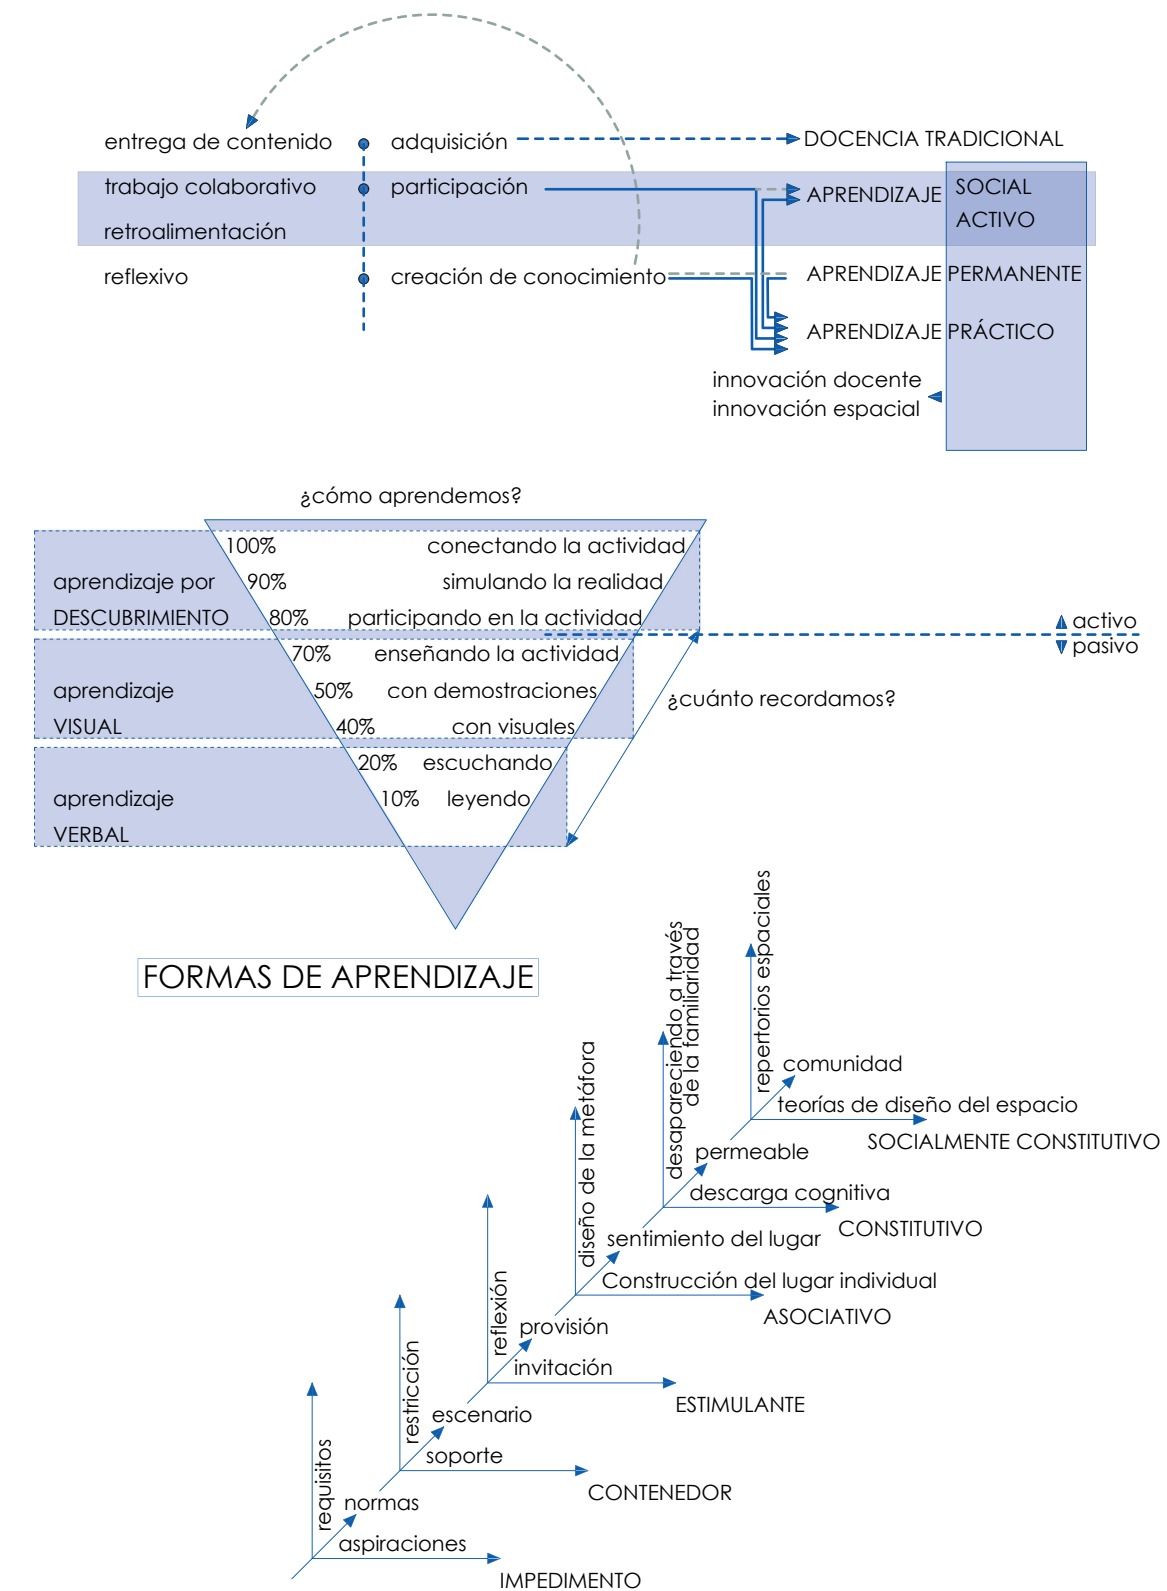 entrega de contenido
adquisición
DOCENCIA TRADICIONAL
trabajo colaborativo
participación
APRENDIZAJE
SOCIAL
ACTIVO
retroalimentación
reflexivo
creación de conocimiento
APRENDIZAJE PERMANENTE
APRENDIZAJE PRÁCTICO
innovación docente
innovación espacial
¿cómo aprendemos?
100% conectando la actividad
aprendizaje por
90% simulando la realidad
DESCUBRIMIENTO
80% participando en la actividad
activo
pasivo
70% enseñando la actividad
aprendizaje
50% con demostraciones
VISUAL
40% con visuales
¿cuánto recordamos?
20% escuchando
aprendizaje
10% leyendo
VERBAL
FORMAS DE APRENDIZAJE
repertorios espaciales
comunidad
teorías de diseño del espacio
SOCIALMENTE CONSTITUTIVO
desapareciendo a través
de la familiaridad
permeable
descarga cognitiva
CONSTITUTIVO
diseño de la metáfora
sentimiento del lugar
Construcción del lugar individual
ASOCIATIVO
reflexión
provisión
invitación
ESTIMULANTE
restricción
escenario
soporte
CONTENEDOR
requisitos
normas
aspiraciones
IMPEDIMENTO